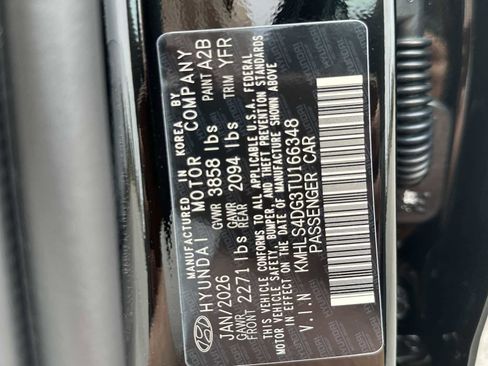 MANUFACTURED IN KOREA BY
HYUNDAI MOTOR COMPANY
JAN/2026 GVWR 3858 lbs PAINT A2B
GAWR FRONT 2271 lbs GAWR REAR 2094 lbs TRIM YFR
THIS VEHICLE CONFORMS TO ALL APPLICABLE U.S.A. FEDERAL
MOTOR VEHICLE SAFETY, BUMPER, AND THEFT PREVENTION STANDARDS
IN EFFECT ON THE DATE OF MANUFACTURE SHOWN ABOVE
V.I.N KMHLS4DG3TU166348
PASSENGER CAR